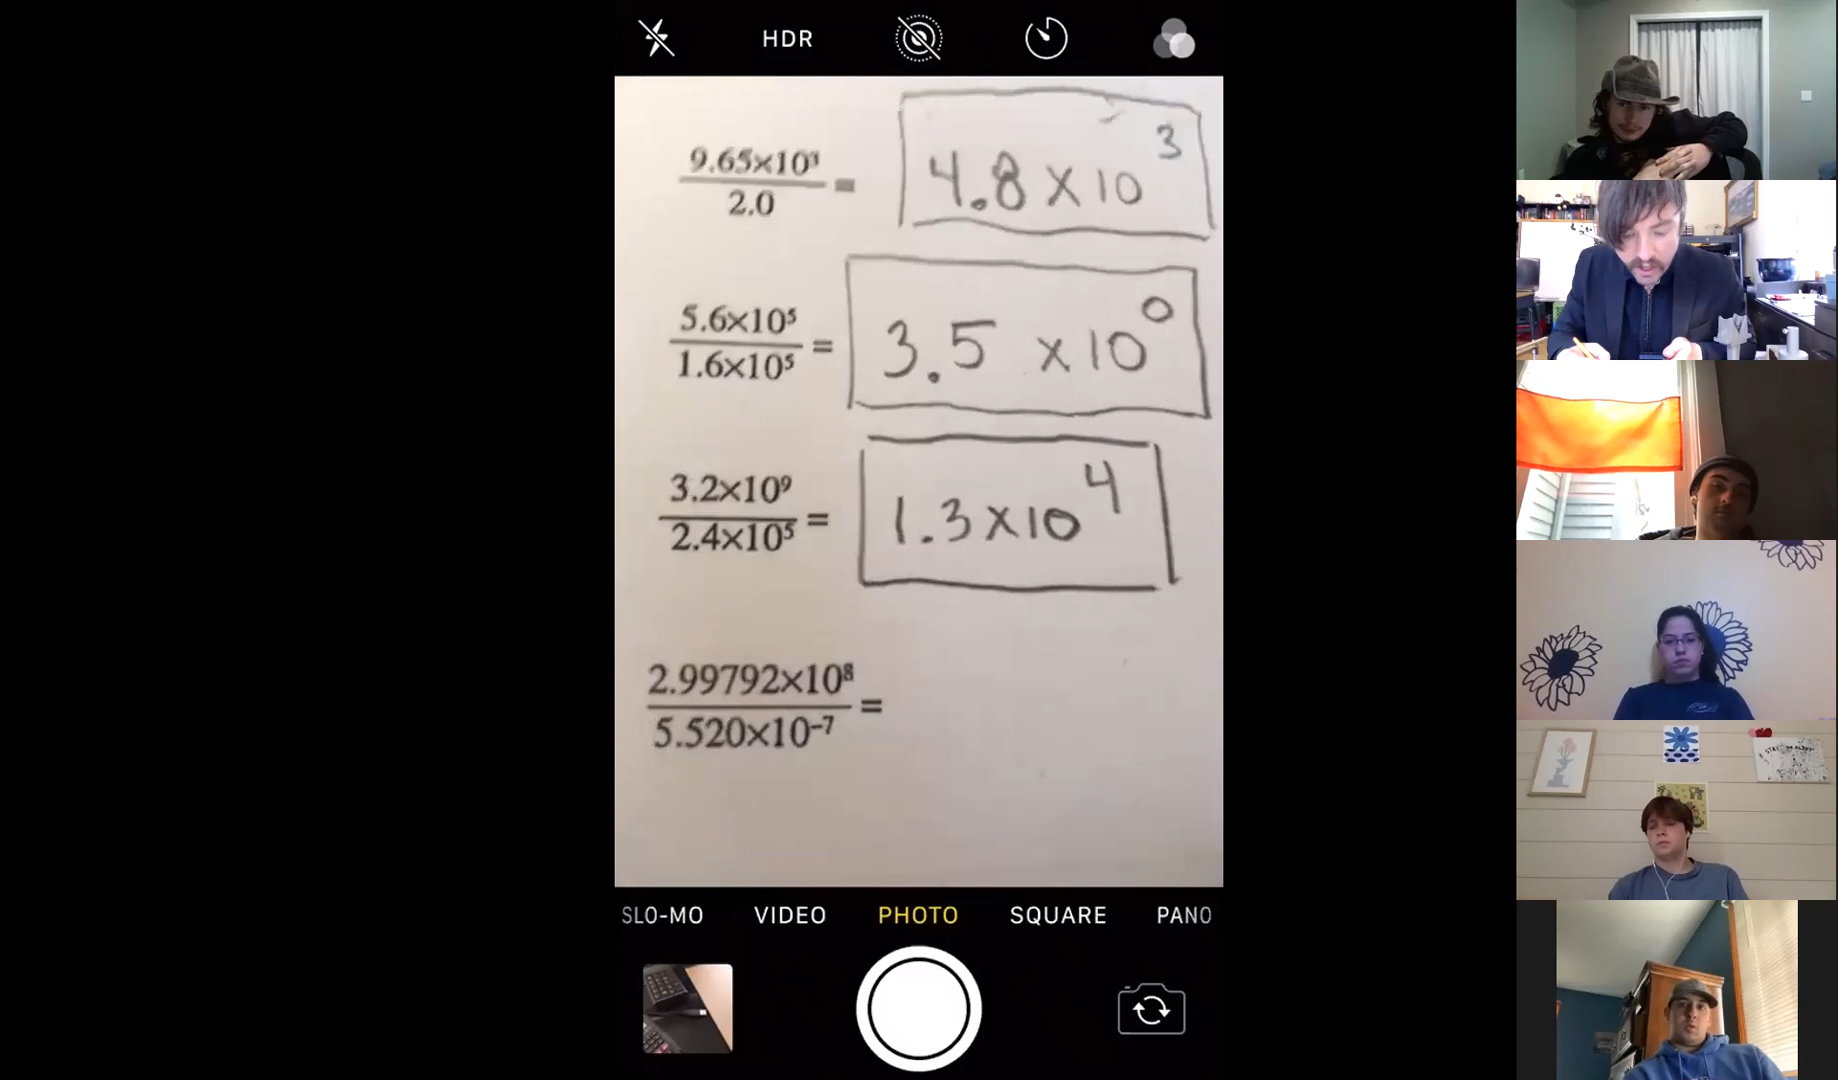 HDR
9.65×10³ / 2.0 = 4.8 × 10³
5.6×10⁵ / 1.6×10⁵ = 3.5 × 10⁰
3.2×10⁹ / 2.4×10⁵ = 1.3 × 10⁴
2.99792×10⁸ / 5.520×10⁻⁷ =
SLO-MO VIDEO PHOTO SQUARE PANO